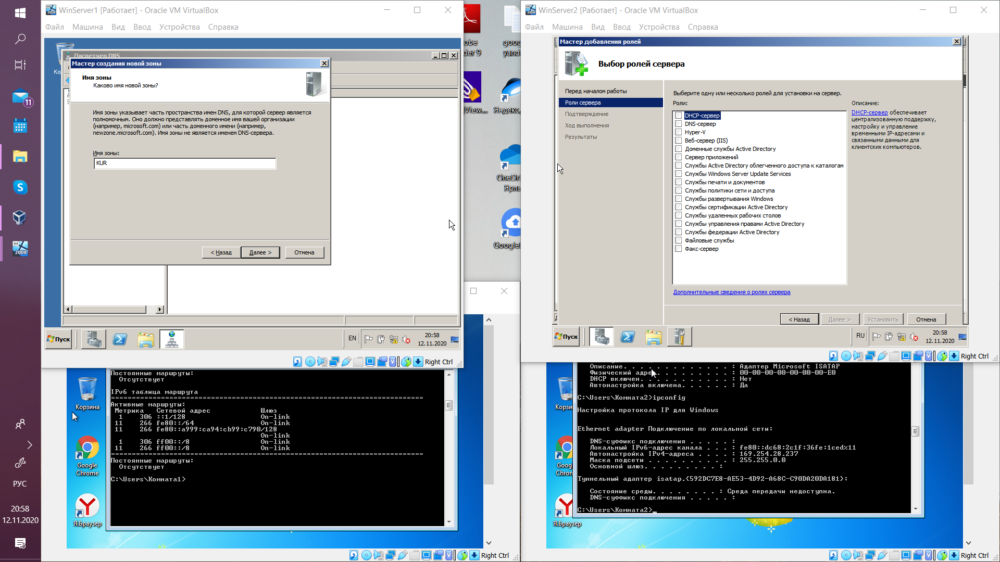 WinServer1 [Работает] - Oracle VM VirtualBox
Файл Машина Вид Ввод Устройства Справка
Диспетчер DNS
Мастер создания новой зоны
Имя зоны
Каково имя новой зоны?
Имя зоны указывает часть пространства имен DNS, для которой сервер является
полномочным. Оно должно представлять доменное имя вашей организации
(например, microsoft.com) или часть доменного имени (например,
newzone.microsoft.com). Имя зоны не является именем DNS-сервера.
Имя зоны:
KUR
< Назад
Далее >
Отмена
Пуск
EN
20:58
12.11.2020
2008
Right Ctrl
WinServer2 [Работает] - Oracle VM VirtualBox
Файл Машина Вид Ввод Устройства Справка
Мастер добавления ролей
Выбор ролей сервера
Перед началом работы
Роли сервера
Подтверждение
Ход выполнения
Результаты
Выберите одну или несколько ролей для установки на сервер.
Роли:
DHCP-сервер
DNS-сервер
Hyper-V
Веб-сервер (IIS)
Доменные службы Active Directory
Сервер приложений
Службы Active Directory облегченного доступа к каталогам
Службы Windows Server Update Services
Службы печати и документов
Службы политики сети и доступа
Службы развертывания Windows
Службы сертификации Active Directory
Службы удаленных рабочих столов
Службы управления правами Active Directory
Службы федерации Active Directory
Файловые службы
Факс-сервер
Описание:
DHCP-сервер обеспечивает
централизованную поддержку,
настройку и управление
временными IP-адресами и
связанными данными для
клиентских компьютеров.
Дополнительные сведения о ролях сервера
< Назад
Далее >
Установить
Отмена
Пуск
RU
20:58
12.11.2020
Right Ctrl
Постоянные маршруты:
Отсутствует
IPv6 таблица маршрута
===========================================================================
Активные маршруты:
Метрика Сетевой адрес Шлюз
1 306 ::1/128 On-link
11 266 fe80::/64 On-link
11 266 fe80::a999:ca94:cb99:c790/128
On-link
1 306 ff00::/8 On-link
11 266 ff00::/8 On-link
===========================================================================
Постоянные маршруты:
Отсутствует
C:\Users\Комната1>
Корзина
Google
Chrome
Я.Браузер
Right Ctrl
Описание. . . . . . . . . . . . . : Адаптер Microsoft ISATAP
Физический адрес. . . . . . . . . : 00-00-00-00-00-00-00-E0
DHCP включен. . . . . . . . . . . : Нет
Автонастройка включена. . . . . . : Да
C:\Users\Комната2>ipconfig
Настройка протокола IP для Windows
Ethernet adapter Подключение по локальной сети:
DNS-суффикс подключения . . . . . :
Локальный IPv6-адрес канала . . . : fe80::dc68:2c1f:36fe:1ced%11
Автонастройка IPv4-адреса . . . . : 169.254.28.237
Маска подсети . . . . . . . . . . : 255.255.0.0
Основной шлюз. . . . . . . . . :
Туннельный адаптер isatap.{592DC7E8-AE53-4D92-A68C-C90DA20DA181}:
Состояние среды. . . . . . . . : Среда передачи недоступна.
DNS-суффикс подключения . . . . . :
C:\Users\Комната2>_
Я.Браузер
Right Ctrl
11
РУС
20:58
12.11.2020